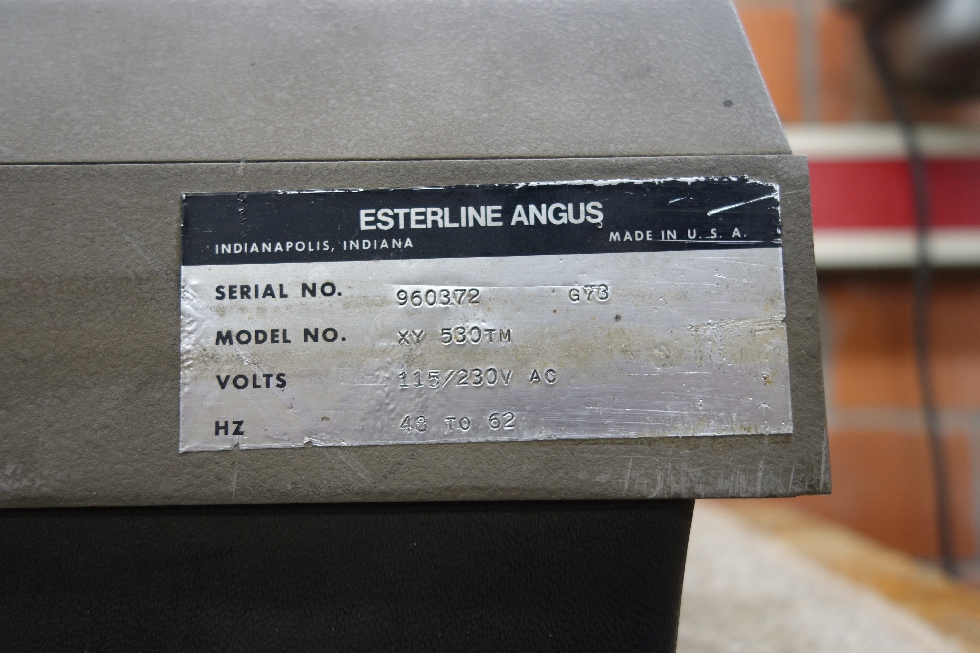 ESTERLINE ANGUS
INDIANAPOLIS, INDIANA MADE IN U. S. A.
SERIAL NO. 960372 G73
MODEL NO. XY 530TM
VOLTS 115/230V AC
HZ 48 TO 62